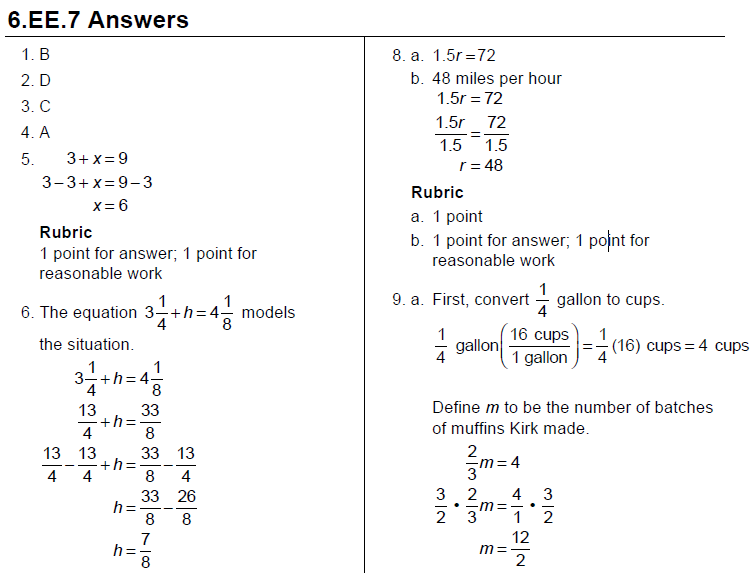 6.EE.7 Answers
1. B
2. D
3. C
4. A
5. 3 + x = 9
3 – 3 + x = 9 – 3
x = 6
Rubric
1 point for answer; 1 point for
reasonable work
6. The equation 3 1/4 + h = 4 1/8 models
the situation.
3 1/4 + h = 4 1/8
13/4 + h = 33/8
13/4 – 13/4 + h = 33/8 – 13/4
h = 33/8 – 26/8
h = 7/8
8. a. 1.5r = 72
b. 48 miles per hour
1.5r = 72
1.5r/1.5 = 72/1.5
r = 48
Rubric
a. 1 point
b. 1 point for answer; 1 point for
reasonable work
9. a. First, convert 1/4 gallon to cups.
1/4 gallon(16 cups/1 gallon) = 1/4 (16) cups = 4 cups
Define m to be the number of batches
of muffins Kirk made.
2/3 m = 4
3/2 • 2/3 m = 4/1 • 3/2
m = 12/2